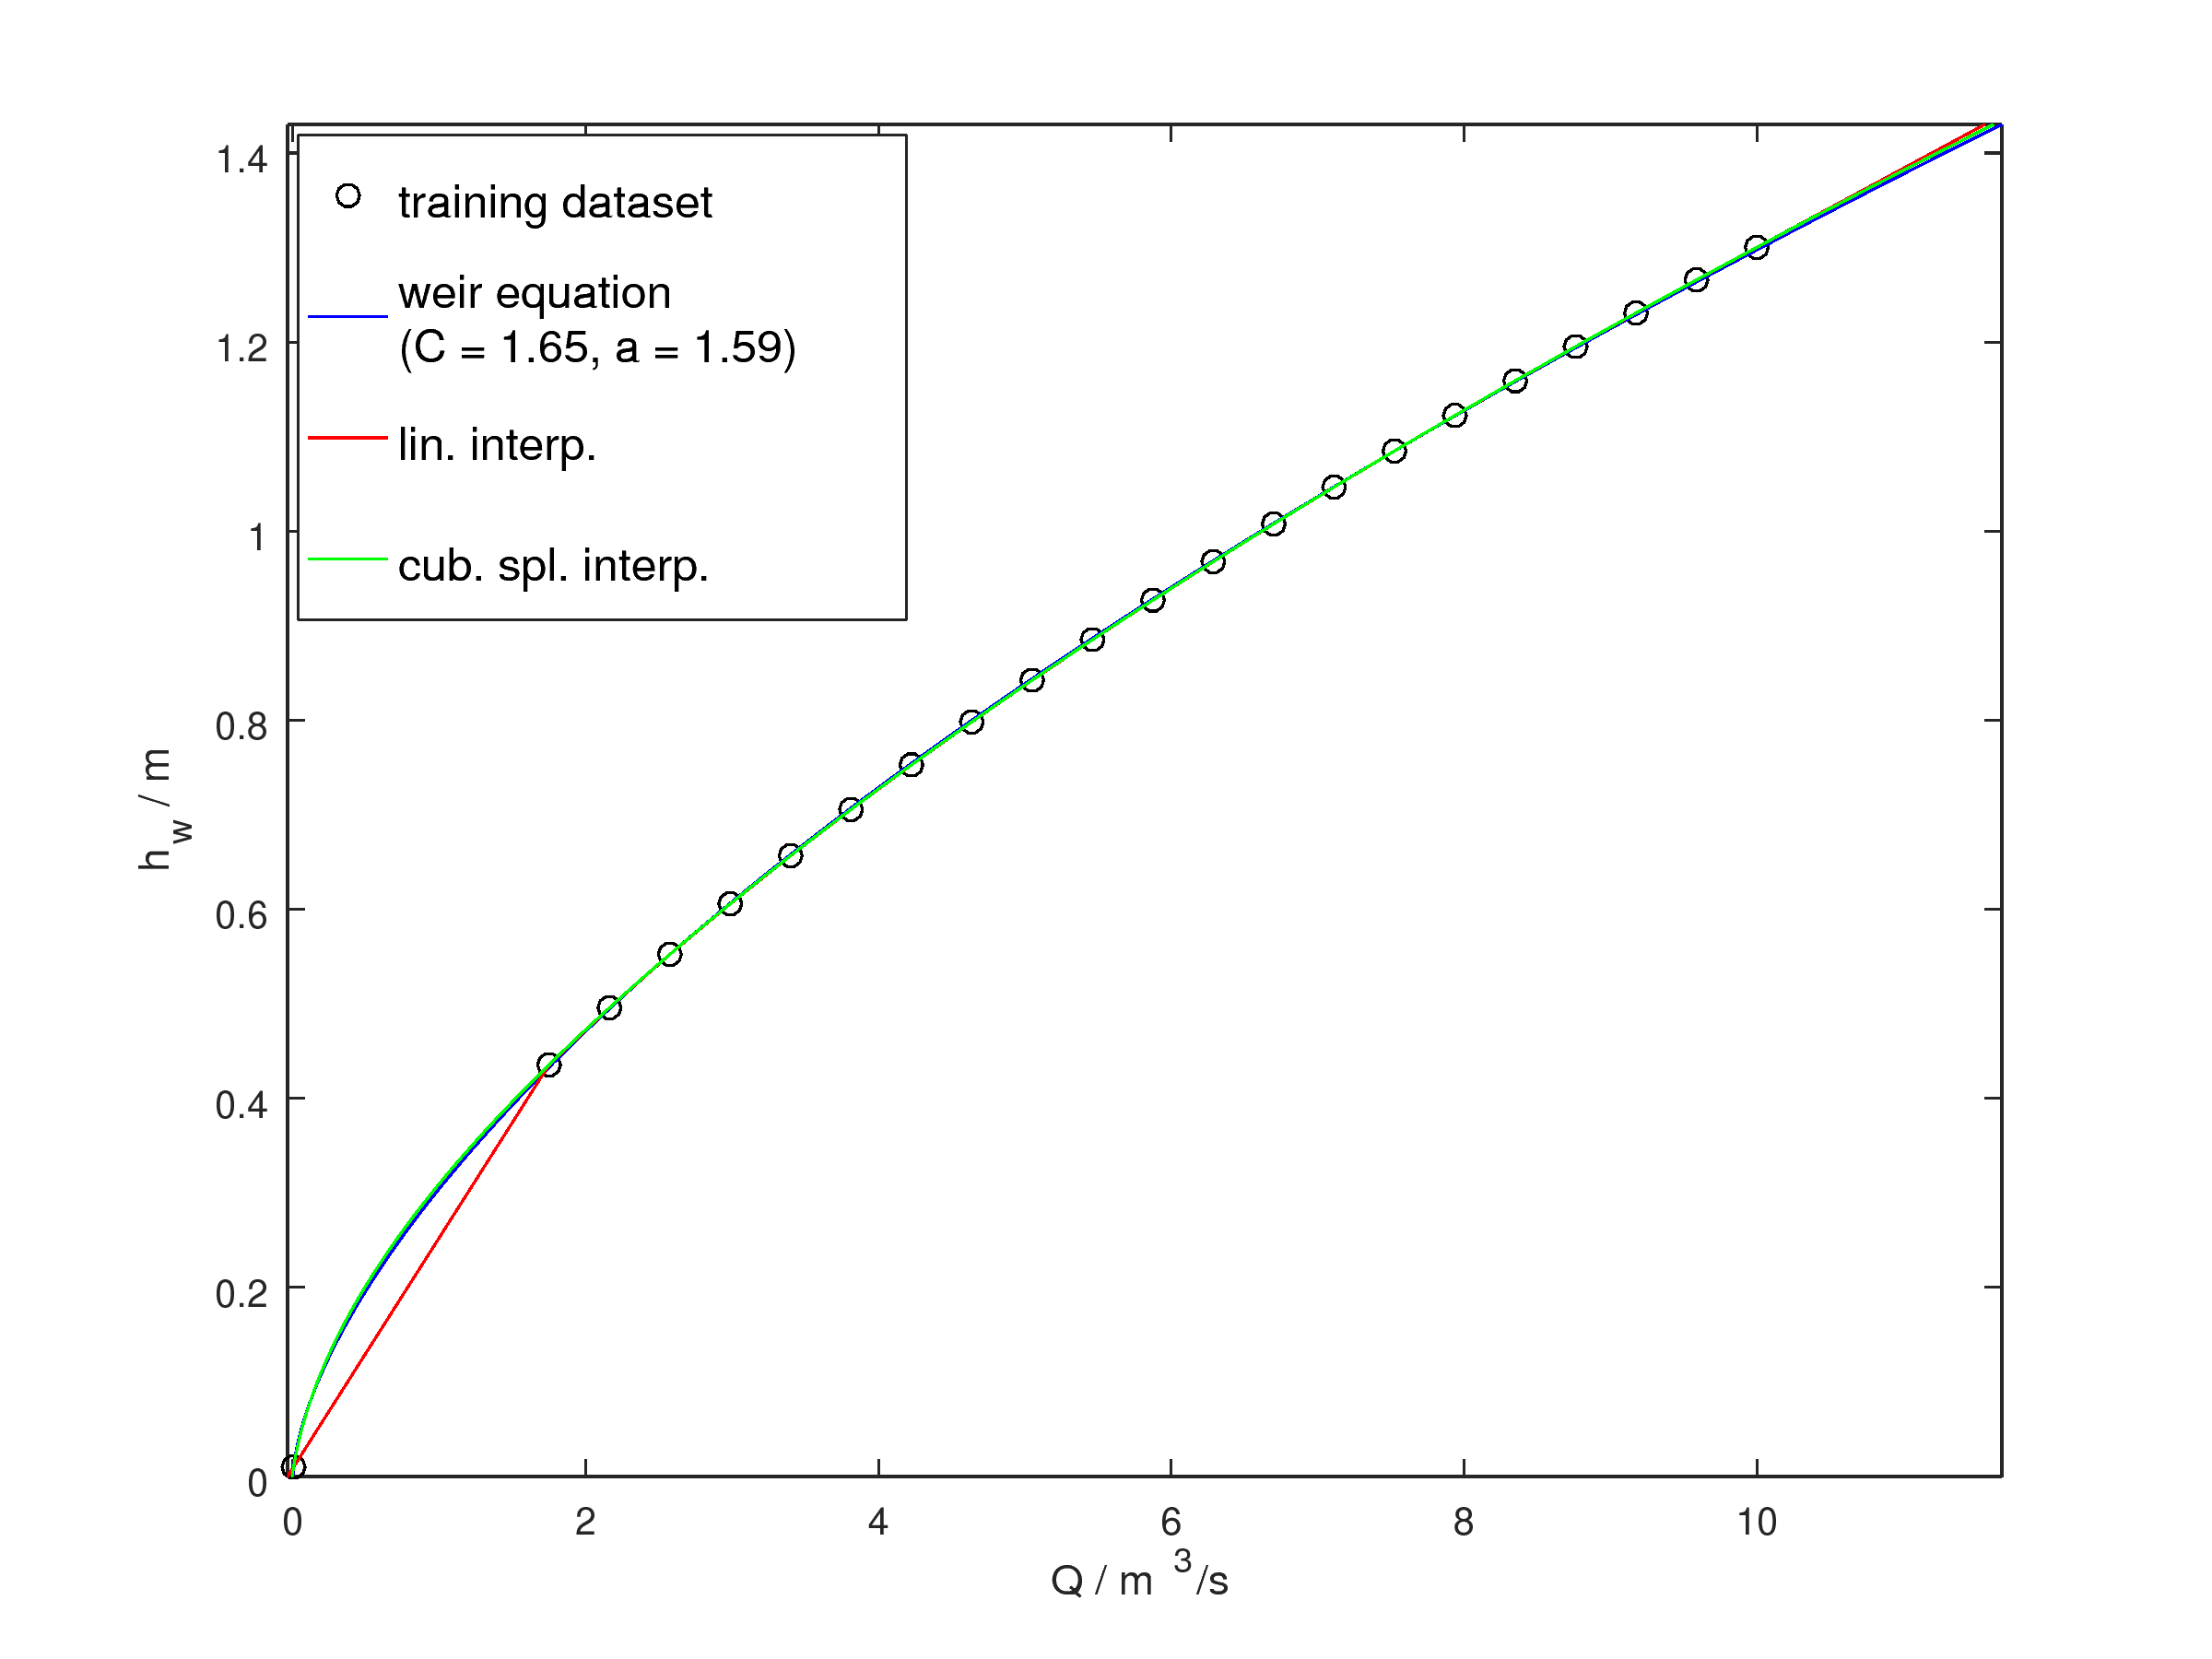 training dataset
weir equation
(C = 1.65, a = 1.59)
lin. interp.
cub. spl. interp.
1.4
1.2
1
0.8
0.6
0.4
0.2
0
h_w / m
0 2 4 6 8 10
Q / m ³/s